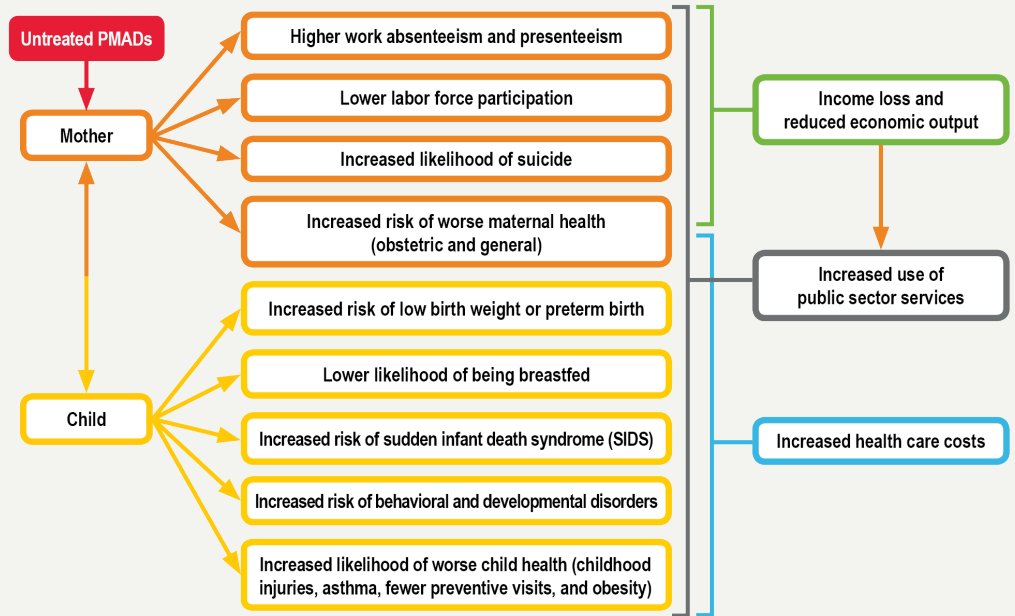 Untreated PMADs
Mother
Child
Higher work absenteeism and presenteeism
Lower labor force participation
Increased likelihood of suicide
Increased risk of worse maternal health
(obstetric and general)
Increased risk of low birth weight or preterm birth
Lower likelihood of being breastfed
Increased risk of sudden infant death syndrome (SIDS)
Increased risk of behavioral and developmental disorders
Increased likelihood of worse child health (childhood
injuries, asthma, fewer preventive visits, and obesity)
Income loss and
reduced economic output
Increased use of
public sector services
Increased health care costs